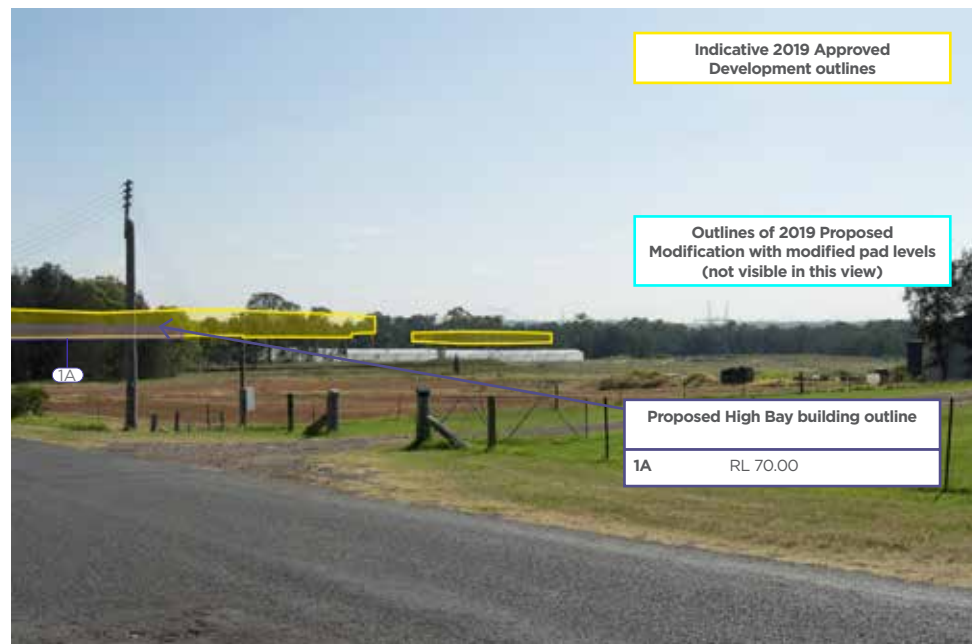 Indicative 2019 Approved
Development outlines
Outlines of 2019 Proposed
Modification with modified pad levels
(not visible in this view)
1A
Proposed High Bay building outline
1A RL 70.00